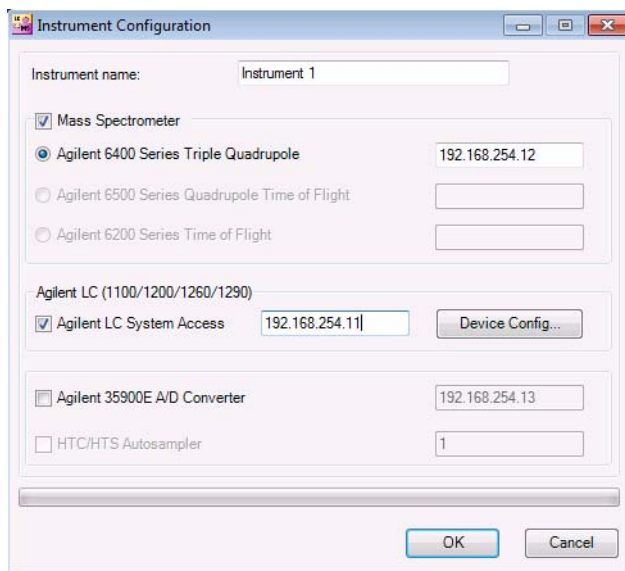 Instrument Configuration
Instrument name: Instrument 1
Mass Spectrometer
Agilent 6400 Series Triple Quadrupole 192.168.254.12
Agilent 6500 Series Quadrupole Time of Flight
Agilent 6200 Series Time of Flight
Agilent LC (1100/1200/1260/1290)
Agilent LC System Access 192.168.254.11 Device Config...
Agilent 35900E A/D Converter 192.168.254.13
HTC/HTS Autosampler 1
OK Cancel